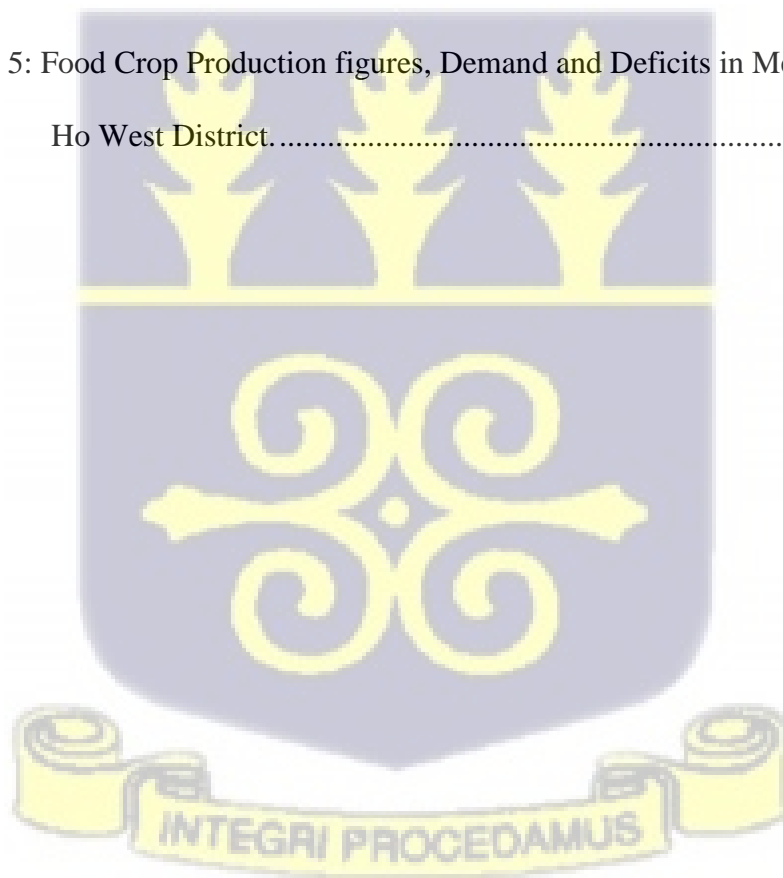 5: Food Crop Production figures, Demand and Deficits in
Ho West District...........................................................................
INTEGRI PROCEDAMUS